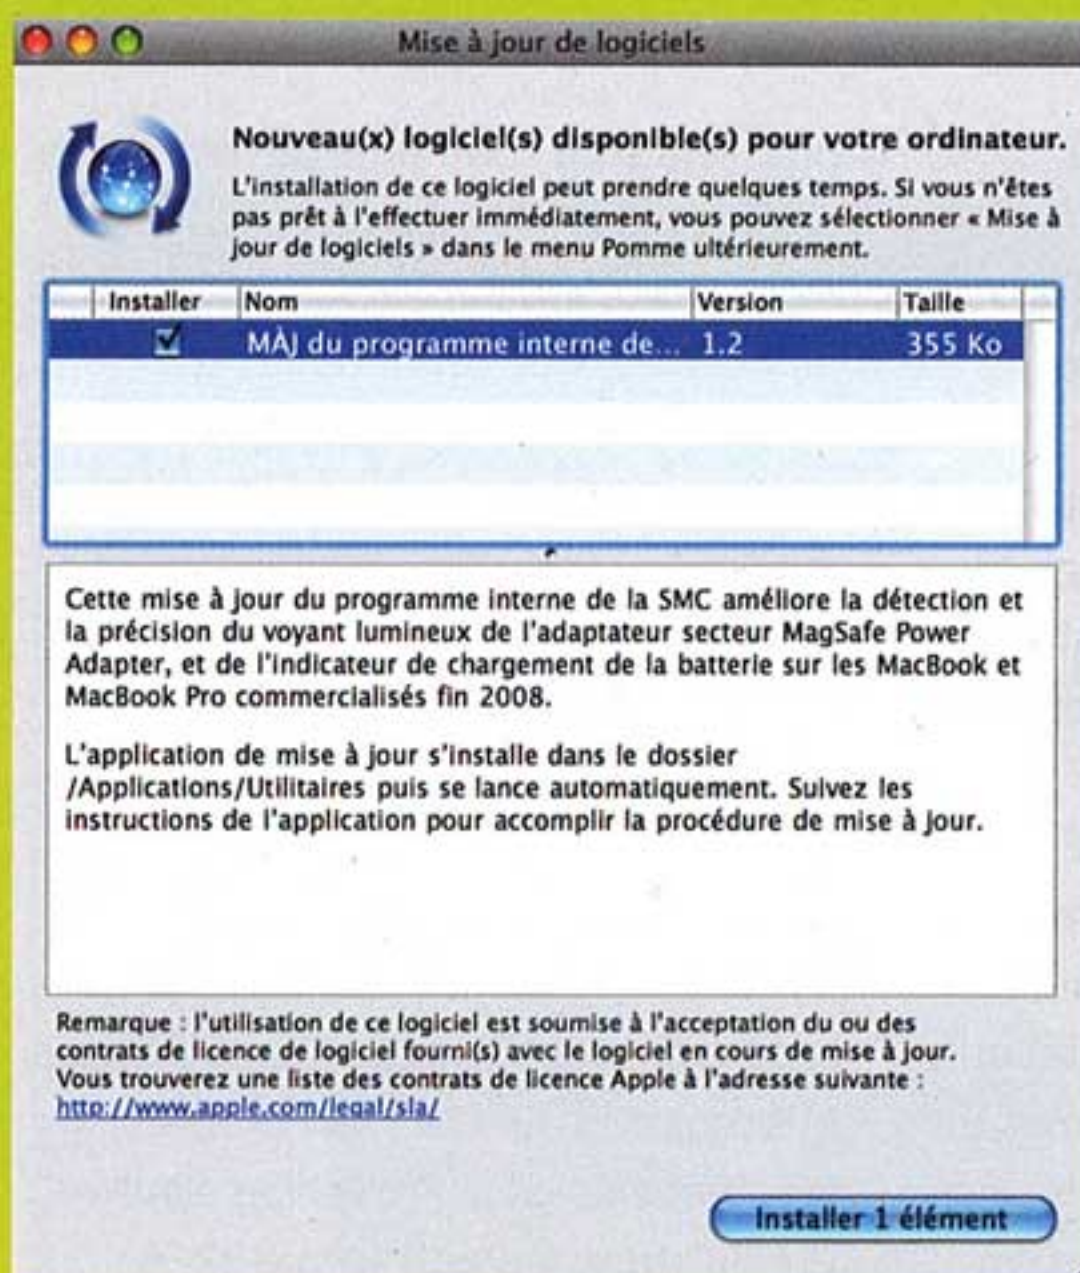 Mise à jour de logiciels
Nouveau(x) logiciel(s) disponible(s) pour votre ordinateur.
L'installation de ce logiciel peut prendre quelques temps. Si vous n'êtes
pas prêt à l'effectuer immédiatement, vous pouvez sélectionner « Mise à
jour de logiciels » dans le menu Pomme ultérieurement.
Installer Nom Version Taille
MÀJ du programme interne de... 1.2 355 Ko
Cette mise à jour du programme interne de la SMC améliore la détection et
la précision du voyant lumineux de l'adaptateur secteur MagSafe Power
Adapter, et de l'indicateur de chargement de la batterie sur les MacBook et
MacBook Pro commercialisés fin 2008.
L'application de mise à jour s'installe dans le dossier
/Applications/Utilitaires puis se lance automatiquement. Suivez les
instructions de l'application pour accomplir la procédure de mise à jour.
Remarque : l'utilisation de ce logiciel est soumise à l'acceptation du ou des
contrats de licence de logiciel fourni(s) avec le logiciel en cours de mise à jour.
Vous trouverez une liste des contrats de licence Apple à l'adresse suivante :
http://www.apple.com/legal/sla/
Installer 1 élément